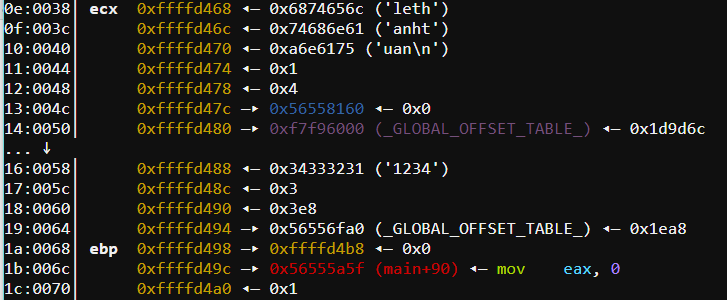 0e:0038│ ecx 0xffffd468 ◂— 0x6874656c ('leth')
0f:003c│ 0xffffd46c ◂— 0x74686e61 ('anht')
10:0040│ 0xffffd470 ◂— 0xa6e6175 ('uan\n')
11:0044│ 0xffffd474 ◂— 0x1
12:0048│ 0xffffd478 ◂— 0x4
13:004c│ 0xffffd47c —▸ 0x56558160 ◂— 0x0
14:0050│ 0xffffd480 —▸ 0xf7f96000 (_GLOBAL_OFFSET_TABLE_) ◂— 0x1d9d6c
... ↓
16:0058│ 0xffffd488 ◂— 0x34333231 ('1234')
17:005c│ 0xffffd48c ◂— 0x3
18:0060│ 0xffffd490 ◂— 0x3e8
19:0064│ 0xffffd494 —▸ 0x56556fa0 (_GLOBAL_OFFSET_TABLE_) ◂— 0x1ea8
1a:0068│ ebp 0xffffd498 —▸ 0xffffd4b8 ◂— 0x0
1b:006c│ 0xffffd49c —▸ 0x56555a5f (main+90) ◂— mov eax, 0
1c:0070│ 0xffffd4a0 ◂— 0x1